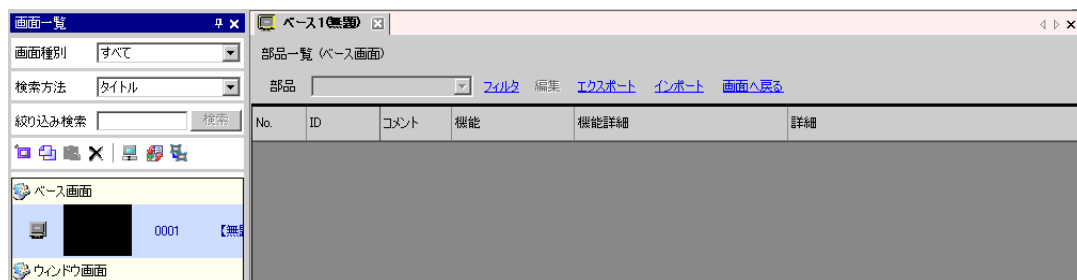 画面一覧
画面種別 すべて
検索方法 タイトル
絞り込み検索 検索
ベース画面
0001 【無題
ウィンドウ画面
ベース1(無題)
部品一覧 (ベース画面)
部品 フィルタ 編集 エクスポート インポート 画面へ戻る
No. ID コメント 機能 機能詳細 詳細